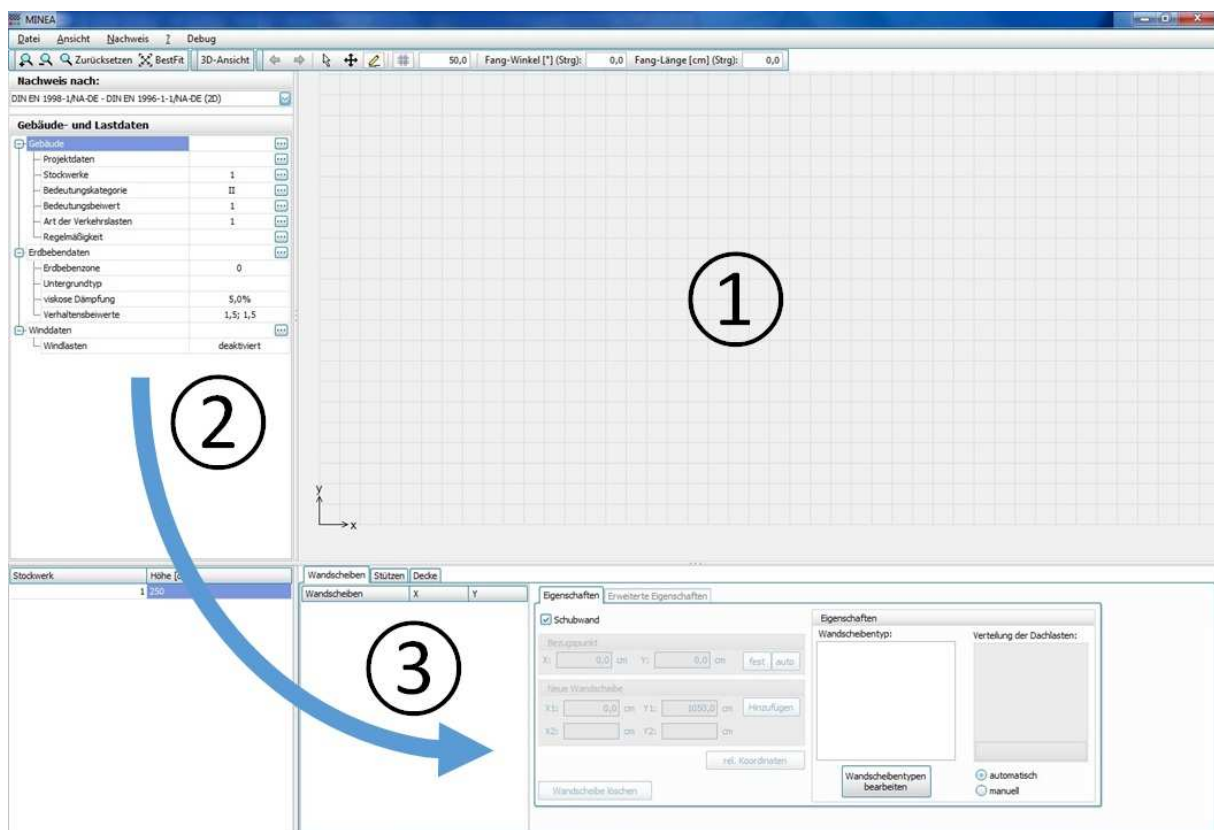 MINEA
Datei Ansicht Nachweis ? Debug
Zurücksetzen BestFit 3D-Ansicht 50,0 Fang-Winkel [°] (Strg): 0,0 Fang-Länge [cm] (Strg): 0,0
Nachweis nach:
DIN EN 1998-1/NA-DE - DIN EN 1996-1-1/NA-DE (2D)
Gebäude- und Lastdaten
Gebäude
Projektdaten
Stockwerke 1
Bedeutungskategorie II
Bedeutungsbeiwert 1
Art der Verkehrslasten 1
Regelmäßigkeit
Erdbebendaten
Erdbebenzone 0
Untergrundtyp
viskose Dämpfung 5,0%
Verhaltensbeiwerte 1,5; 1,5
Winddaten
Windlasten deaktiviert
1
2
y
x
Stockwerk Höhe [c
1 250
Wandscheiben Stützen Decke
Wandscheiben X Y
3
Eigenschaften Erweiterte Eigenschaften
Schubwand
Bezugspunkt
X: 0,0 cm Y: 0,0 cm fest auto
Neue Wandscheibe
X1: 0,0 cm Y1: 1050,0 cm Hinzufügen
X2: cm Y2: cm
rel. Koordinaten
Wandscheibe löschen
Eigenschaften
Wandscheibentyp: Verteilung der Dachlasten:
Wandscheibentypen
bearbeiten
automatisch
manuell